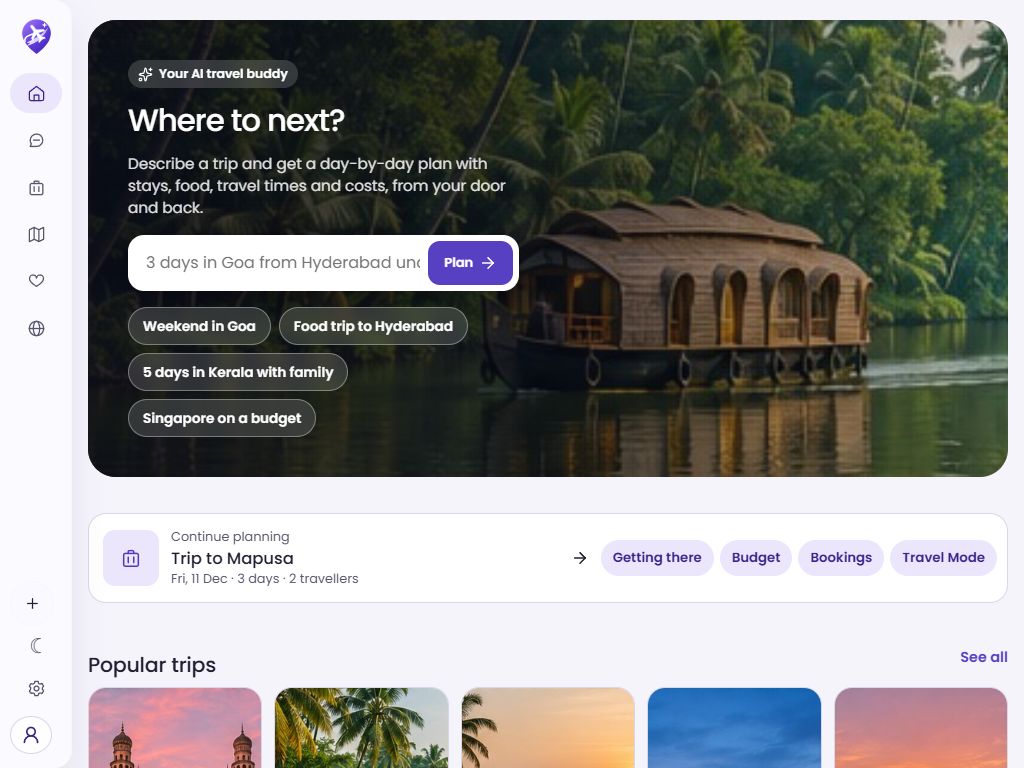 Your AI travel buddy
Where to next?
Describe a trip and get a day-by-day plan with
stays, food, travel times and costs, from your door
and back.
3 days in Goa from Hyderabad
Plan
Weekend in Goa
Food trip to Hyderabad
5 days in Kerala with family
Singapore on a budget
Continue planning
Trip to Mapusa
Fri, 11 Dec · 3 days · 2 travellers
Getting there
Budget
Bookings
Travel Mode
Popular trips
See all